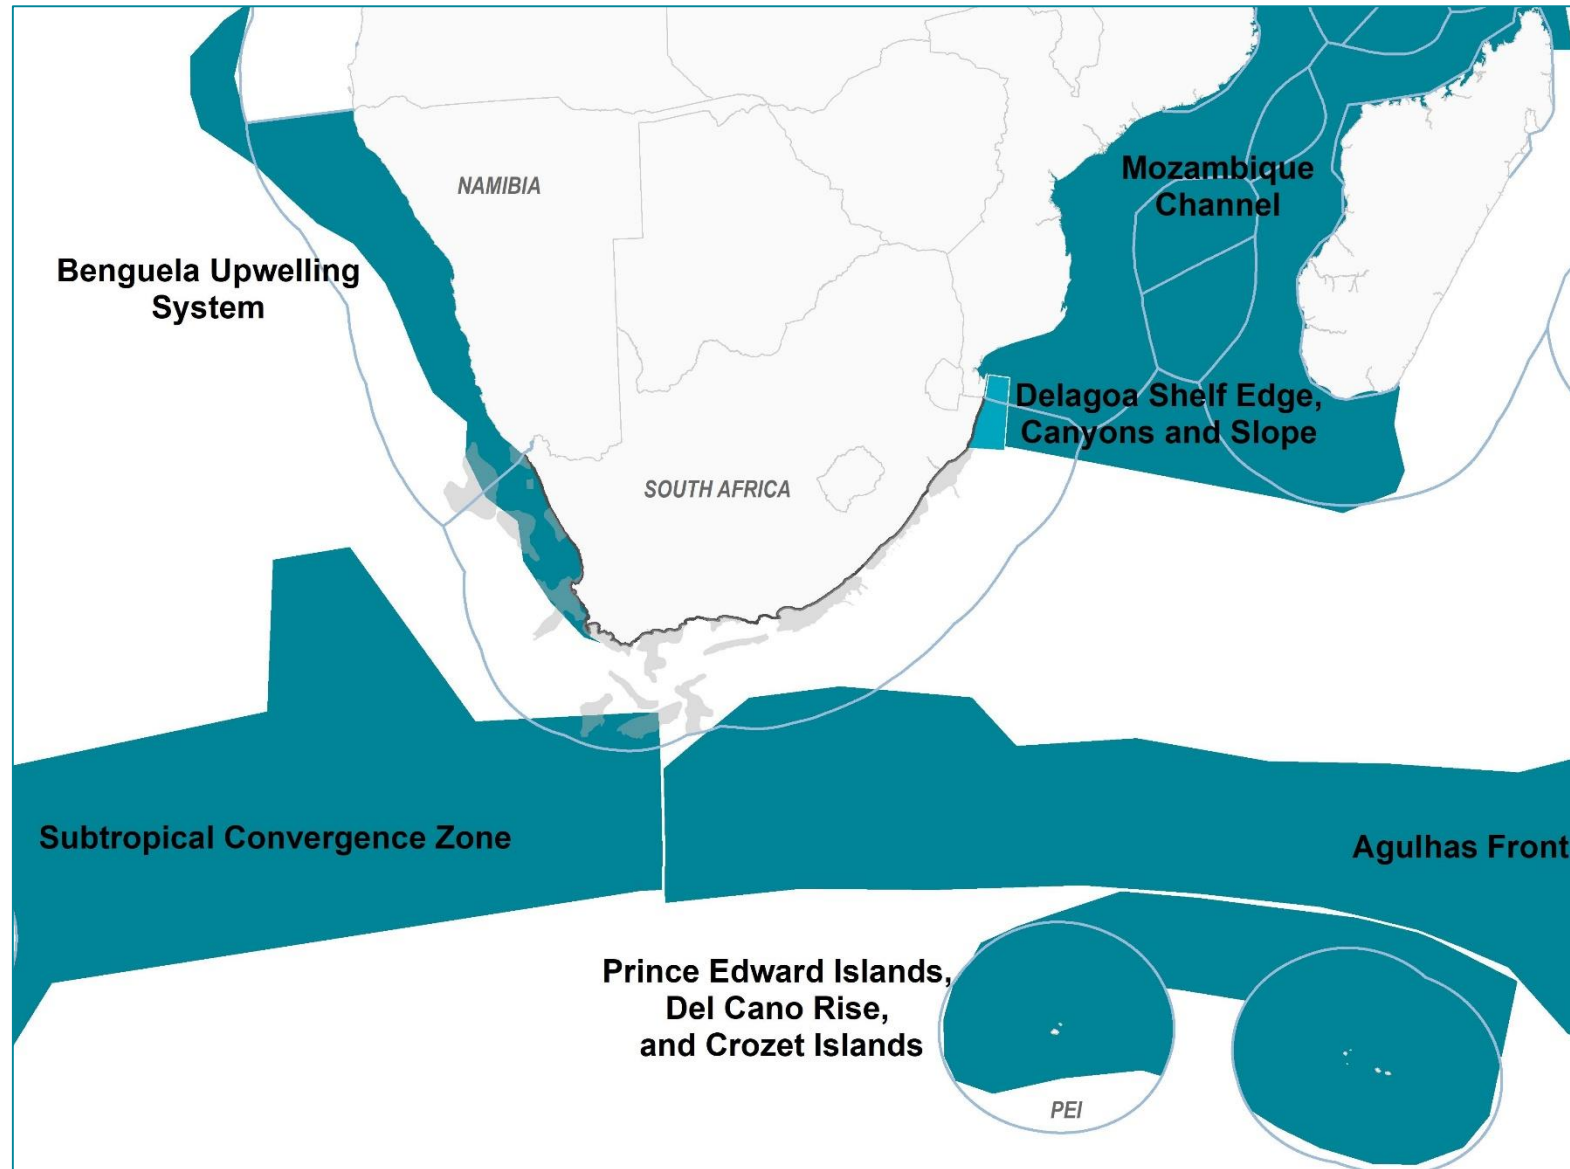 Mozambique
Channel
NAMIBIA
Benguela Upwelling
System
Delagoa Shelf Edge,
Canyons and Slope
SOUTH AFRICA
Subtropical Convergence Zone
Agulhas Front
Prince Edward Islands,
Del Cano Rise,
and Crozet Islands
PEI